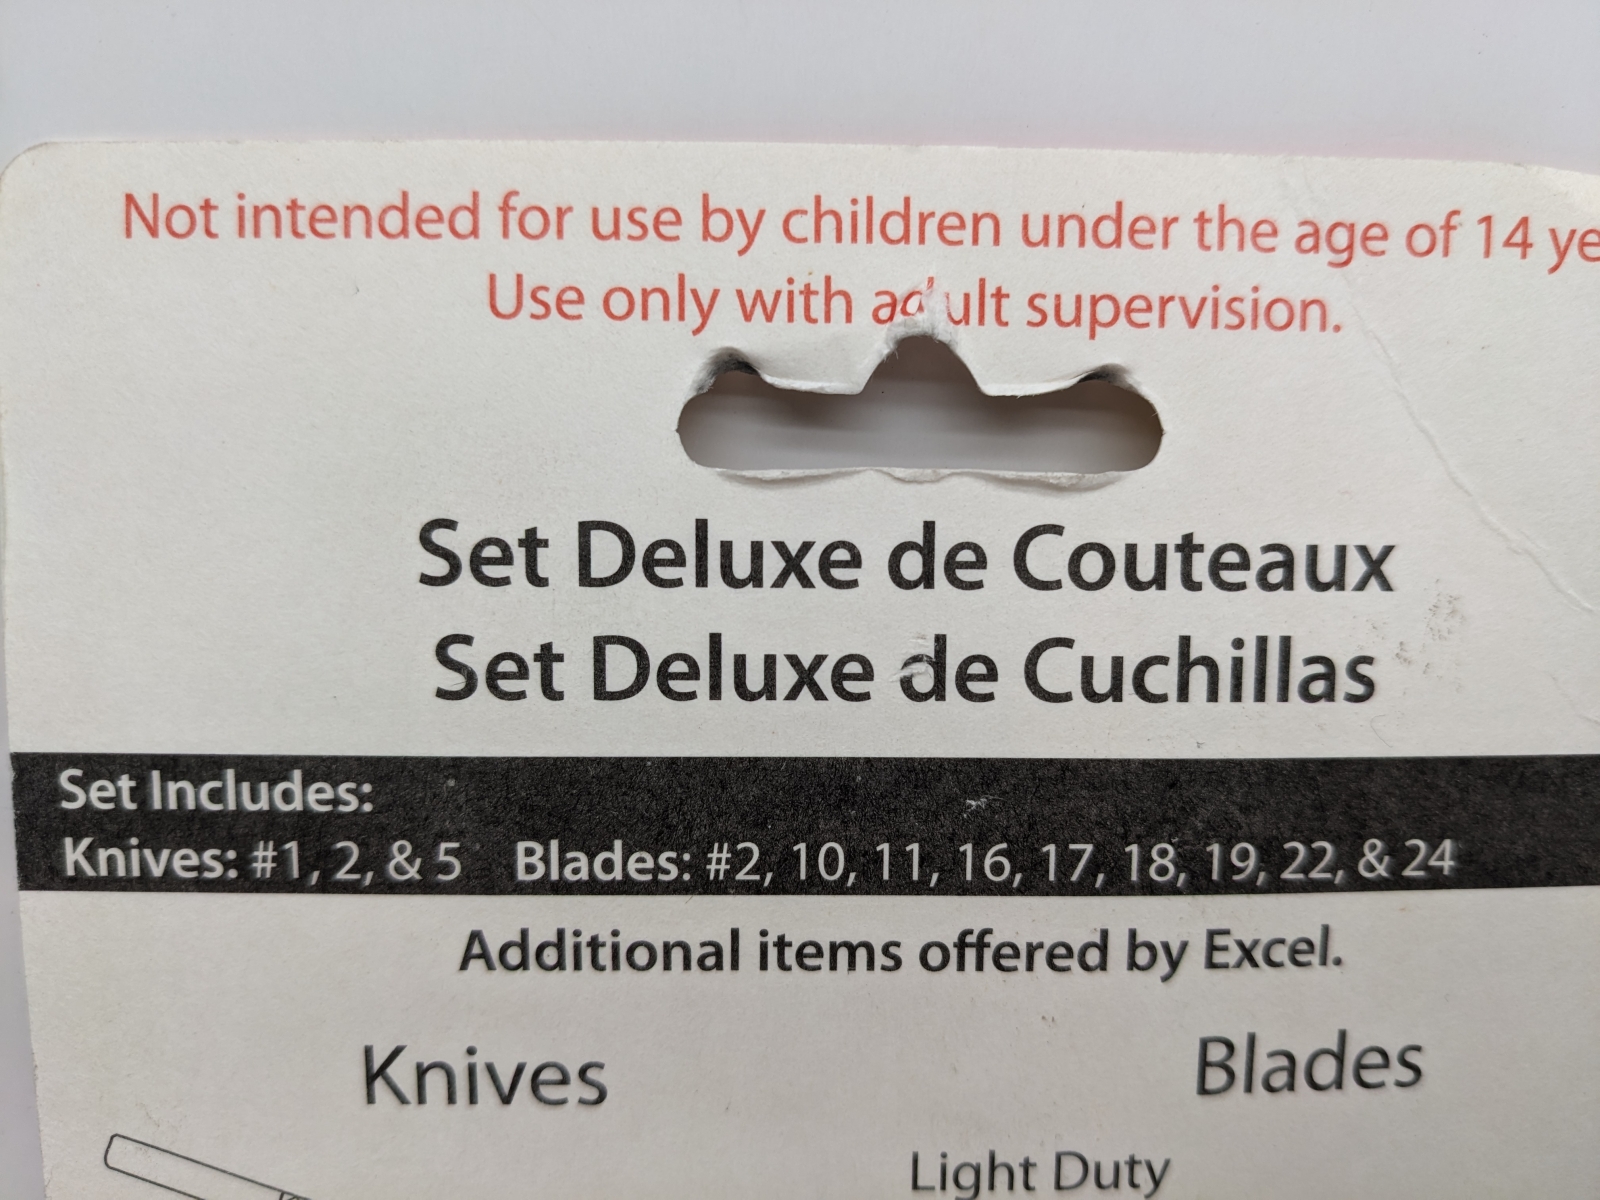 Not intended for use by children under the age of 14 ye
Use only with adult supervision.
Set Deluxe de Couteaux
Set Deluxe de Cuchillas
Set Includes:
Knives: #1, 2, & 5 Blades: #2, 10, 11, 16, 17, 18, 19, 22, & 24
Additional items offered by Excel.
Knives Blades
Light Duty